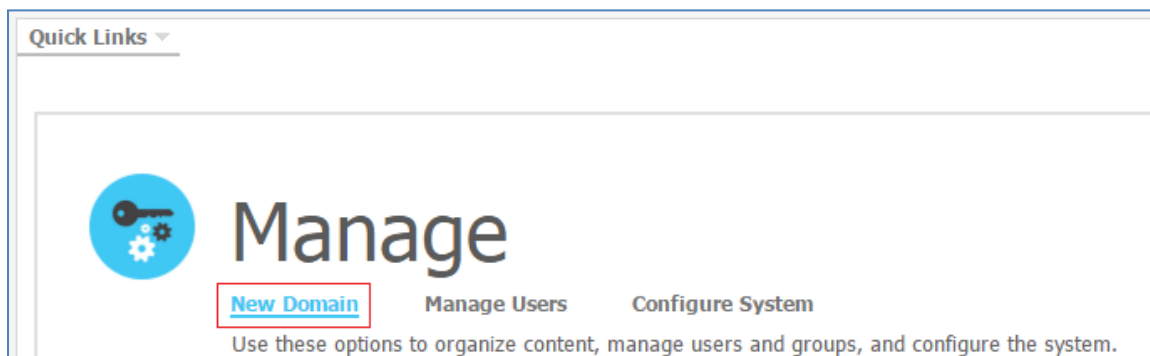 Quick Links
Manage
New Domain Manage Users Configure System
Use these options to organize content, manage users and groups, and configure the system.